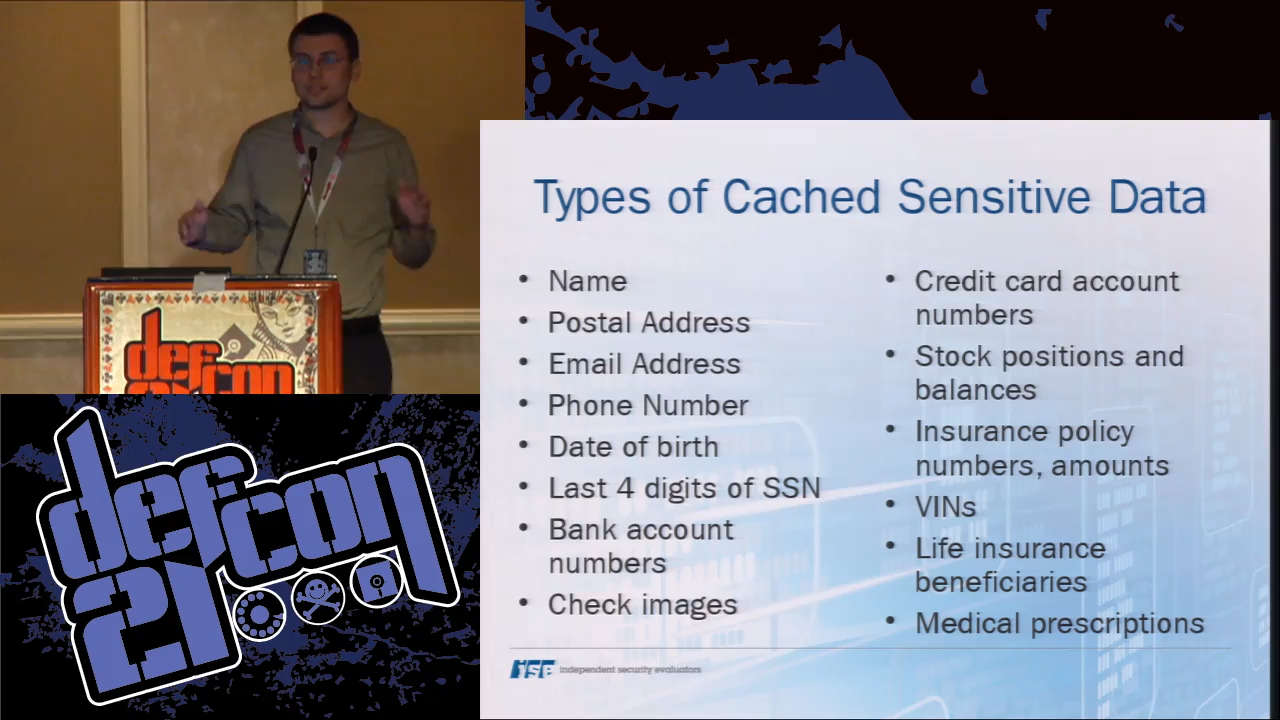 def
con
Types of Cached Sensitive Data
• Name
• Postal Address
• Email Address
• Phone Number
• Date of birth
• Last 4 digits of SSN
• Bank account
numbers
• Check images
• Credit card account
numbers
• Stock positions and
balances
• Insurance policy
numbers, amounts
• VINs
• Life insurance
beneficiaries
• Medical prescriptions
ise independent security evaluators
defcon
21